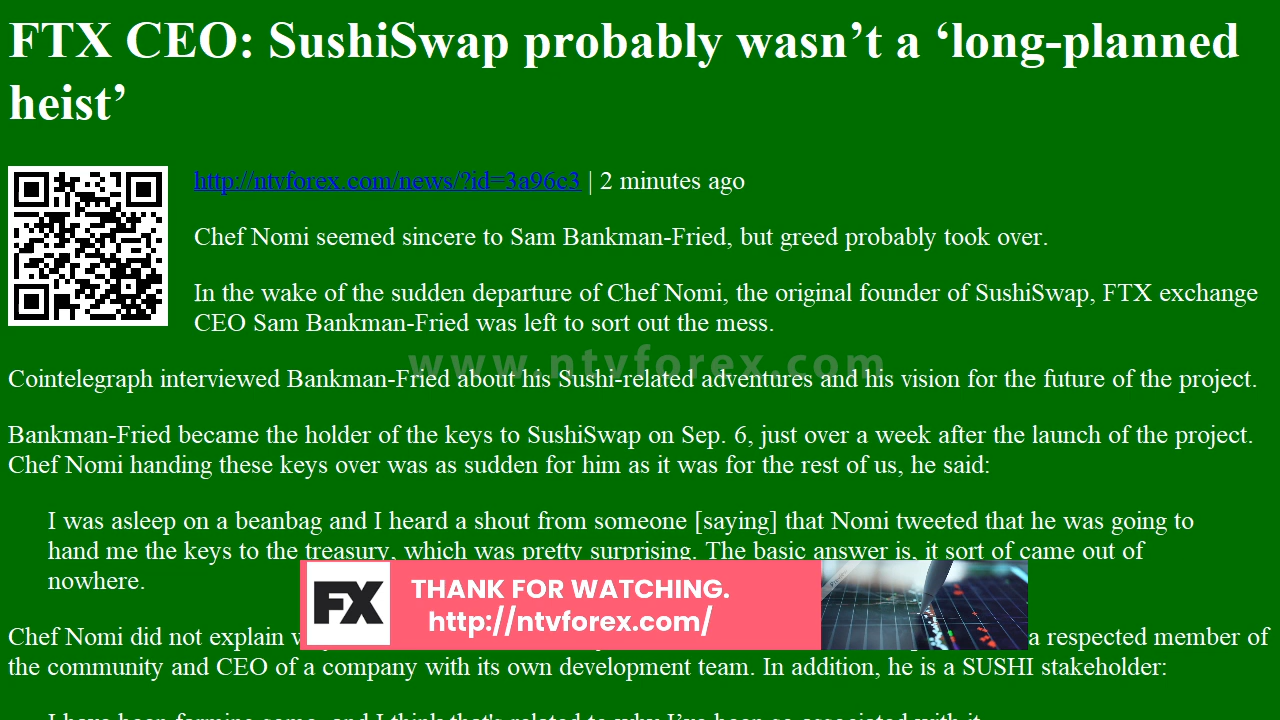 FTX CEO: SushiSwap probably wasn’t a ‘long-planned
heist’
http://ntvforex.com/news/?id=3a96c3 | 2 minutes ago
Chef Nomi seemed sincere to Sam Bankman-Fried, but greed probably took over.
In the wake of the sudden departure of Chef Nomi, the original founder of SushiSwap, FTX exchange
CEO Sam Bankman-Fried was left to sort out the mess.
www.ntvforex.com
Cointelegraph interviewed Bankman-Fried about his Sushi-related adventures and his vision for the future of the project.
Bankman-Fried became the holder of the keys to SushiSwap on Sep. 6, just over a week after the launch of the project.
Chef Nomi handing these keys over was as sudden for him as it was for the rest of us, he said:
I was asleep on a beanbag and I heard a shout from someone [saying] that Nomi tweeted that he was going to
hand me the keys to the treasury, which was pretty surprising. The basic answer is, it sort of came out of
nowhere.
FX
THANK FOR WATCHING.
http://ntvforex.com/
Chef Nomi did not explain a respected member of
the community and CEO of a company with its own development team. In addition, he is a SUSHI stakeholder: